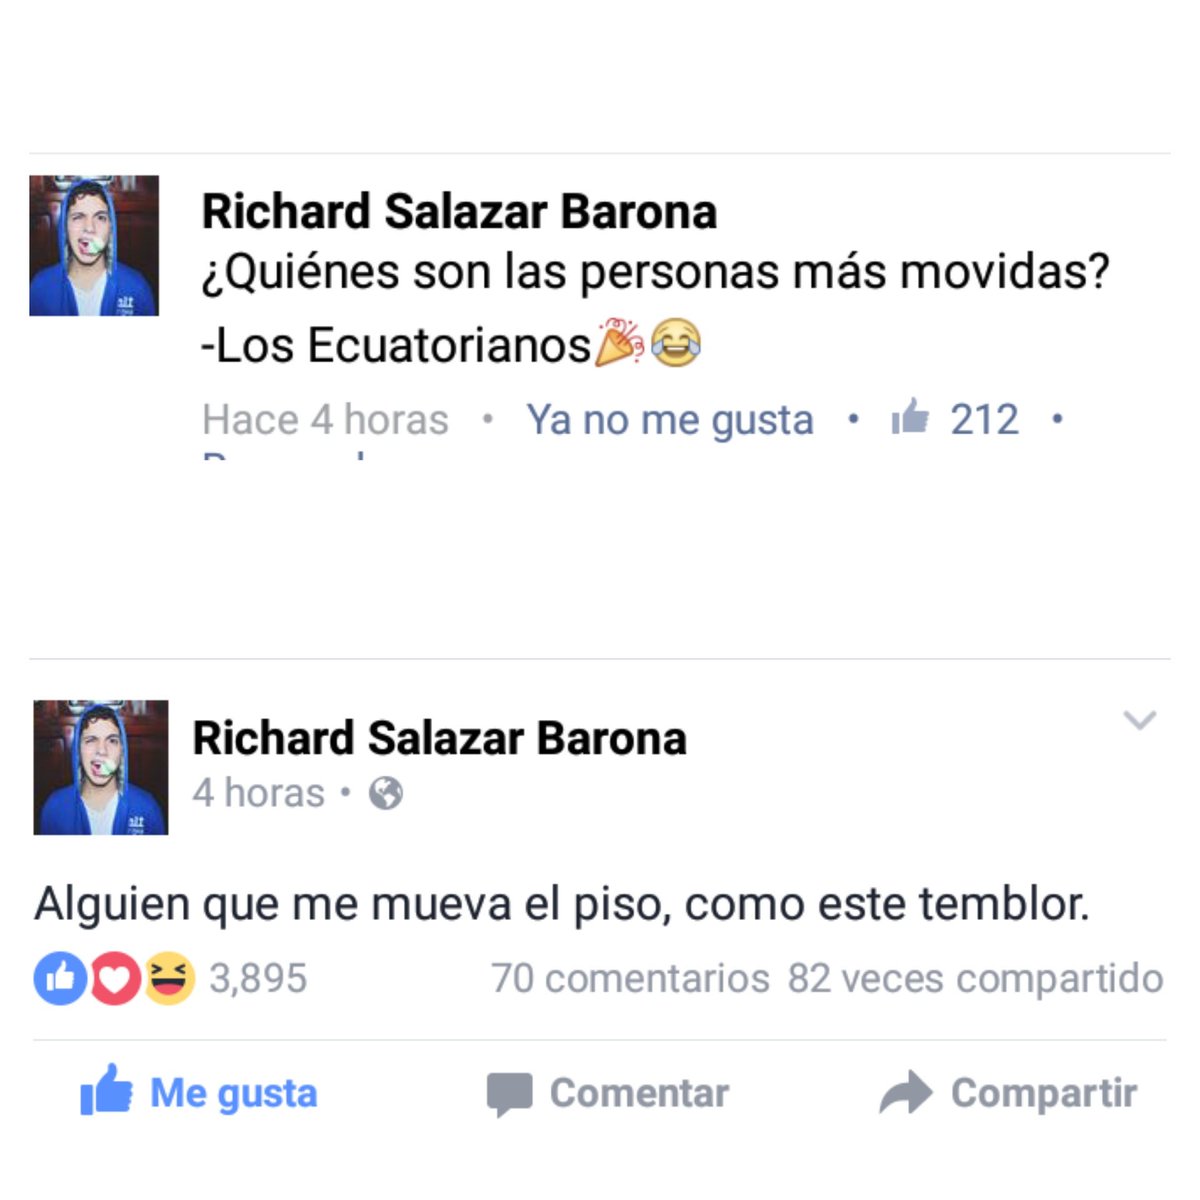 Richard Salazar Barona
¿Quiénes son las personas más movidas?
-Los Ecuatorianos🎉😂
Hace 4 horas • Ya no me gusta • 212 •
Richard Salazar Barona
4 horas •
Alguien que me mueva el piso, como este temblor.
3,895 70 comentarios 82 veces compartido
Me gusta Comentar Compartir